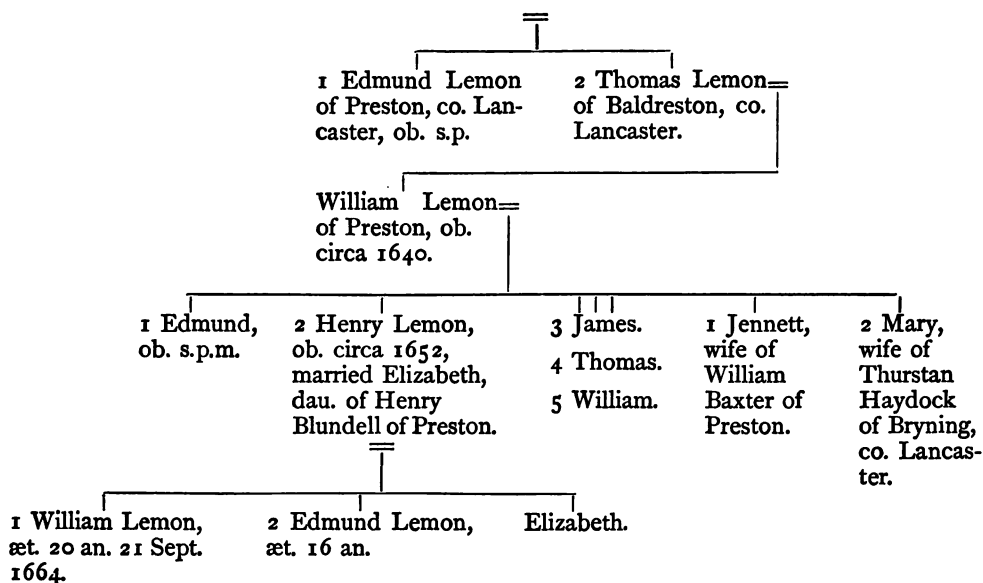 1 Edmund Lemon
of Preston, co. Lan-
caster, ob. s.p.
2 Thomas Lemon
of Baldreston, co.
Lancaster.
William Lemon
of Preston, ob.
circa 1640.
1 Edmund,
ob. s.p.m.
2 Henry Lemon,
ob. circa 1652,
married Elizabeth,
dau. of Henry
Blundell of Preston.
3 James.
4 Thomas.
5 William.
1 Jennett,
wife of
William
Baxter of
Preston.
2 Mary,
wife of
Thurstan
Haydock
of Bryning,
co. Lancas-
ter.
1 William Lemon,
æt. 20 an. 21 Sept.
1664.
2 Edmund Lemon,
æt. 16 an.
Elizabeth.